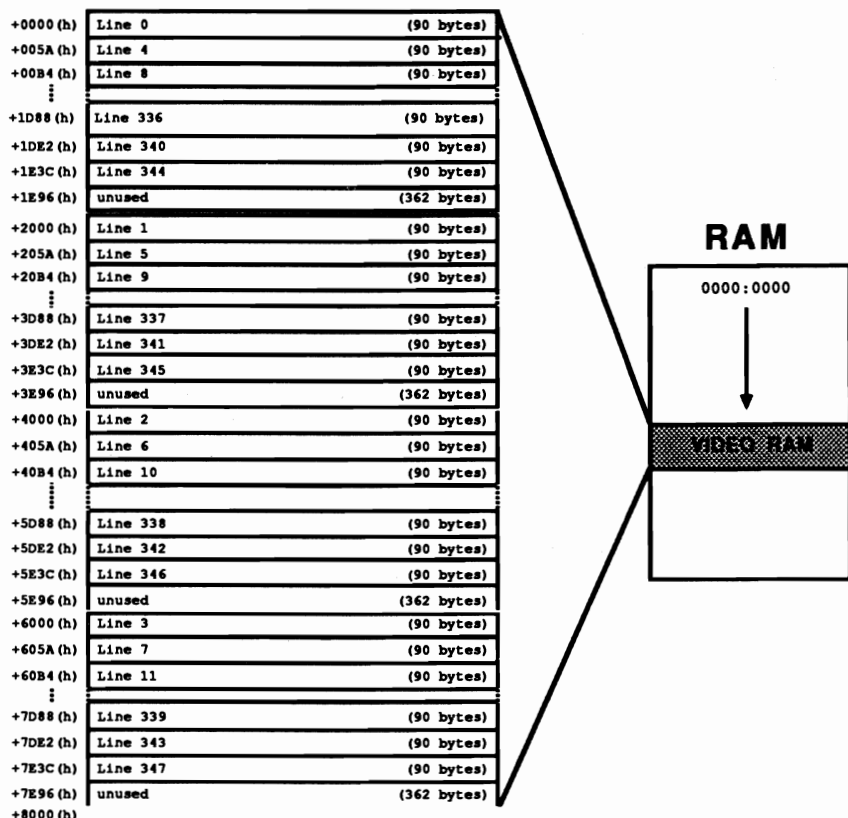 +0000(h) Line 0 (90 bytes)
+005A(h) Line 4 (90 bytes)
+00B4(h) Line 8 (90 bytes)
+1D88(h) Line 336 (90 bytes)
+1DE2(h) Line 340 (90 bytes)
+1E3C(h) Line 344 (90 bytes)
+1E96(h) unused (362 bytes)
+2000(h) Line 1 (90 bytes)
+205A(h) Line 5 (90 bytes)
+20B4(h) Line 9 (90 bytes)
+3D88(h) Line 337 (90 bytes)
+3DE2(h) Line 341 (90 bytes)
+3E3C(h) Line 345 (90 bytes)
+3E96(h) unused (362 bytes)
+4000(h) Line 2 (90 bytes)
+405A(h) Line 6 (90 bytes)
+40B4(h) Line 10 (90 bytes)
+5D88(h) Line 338 (90 bytes)
+5DE2(h) Line 342 (90 bytes)
+5E3C(h) Line 346 (90 bytes)
+5E96(h) unused (362 bytes)
+6000(h) Line 3 (90 bytes)
+605A(h) Line 7 (90 bytes)
+60B4(h) Line 11 (90 bytes)
+7D88(h) Line 339 (90 bytes)
+7DE2(h) Line 343 (90 bytes)
+7E3C(h) Line 347 (90 bytes)
+7E96(h) unused (362 bytes)
+8000(h)
RAM
0000:0000
VIDEO RAM